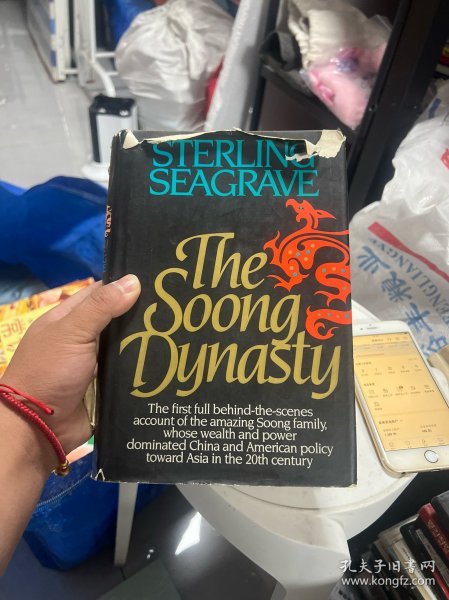 STERLING
SEAGRAVE
The
Soong
Dynasty
The first full behind-the-scenes
account of the amazing Soong family,
whose wealth and power
dominated China and American policy
toward Asia in the 20th century
孔夫子旧书网
www.kongfz.com